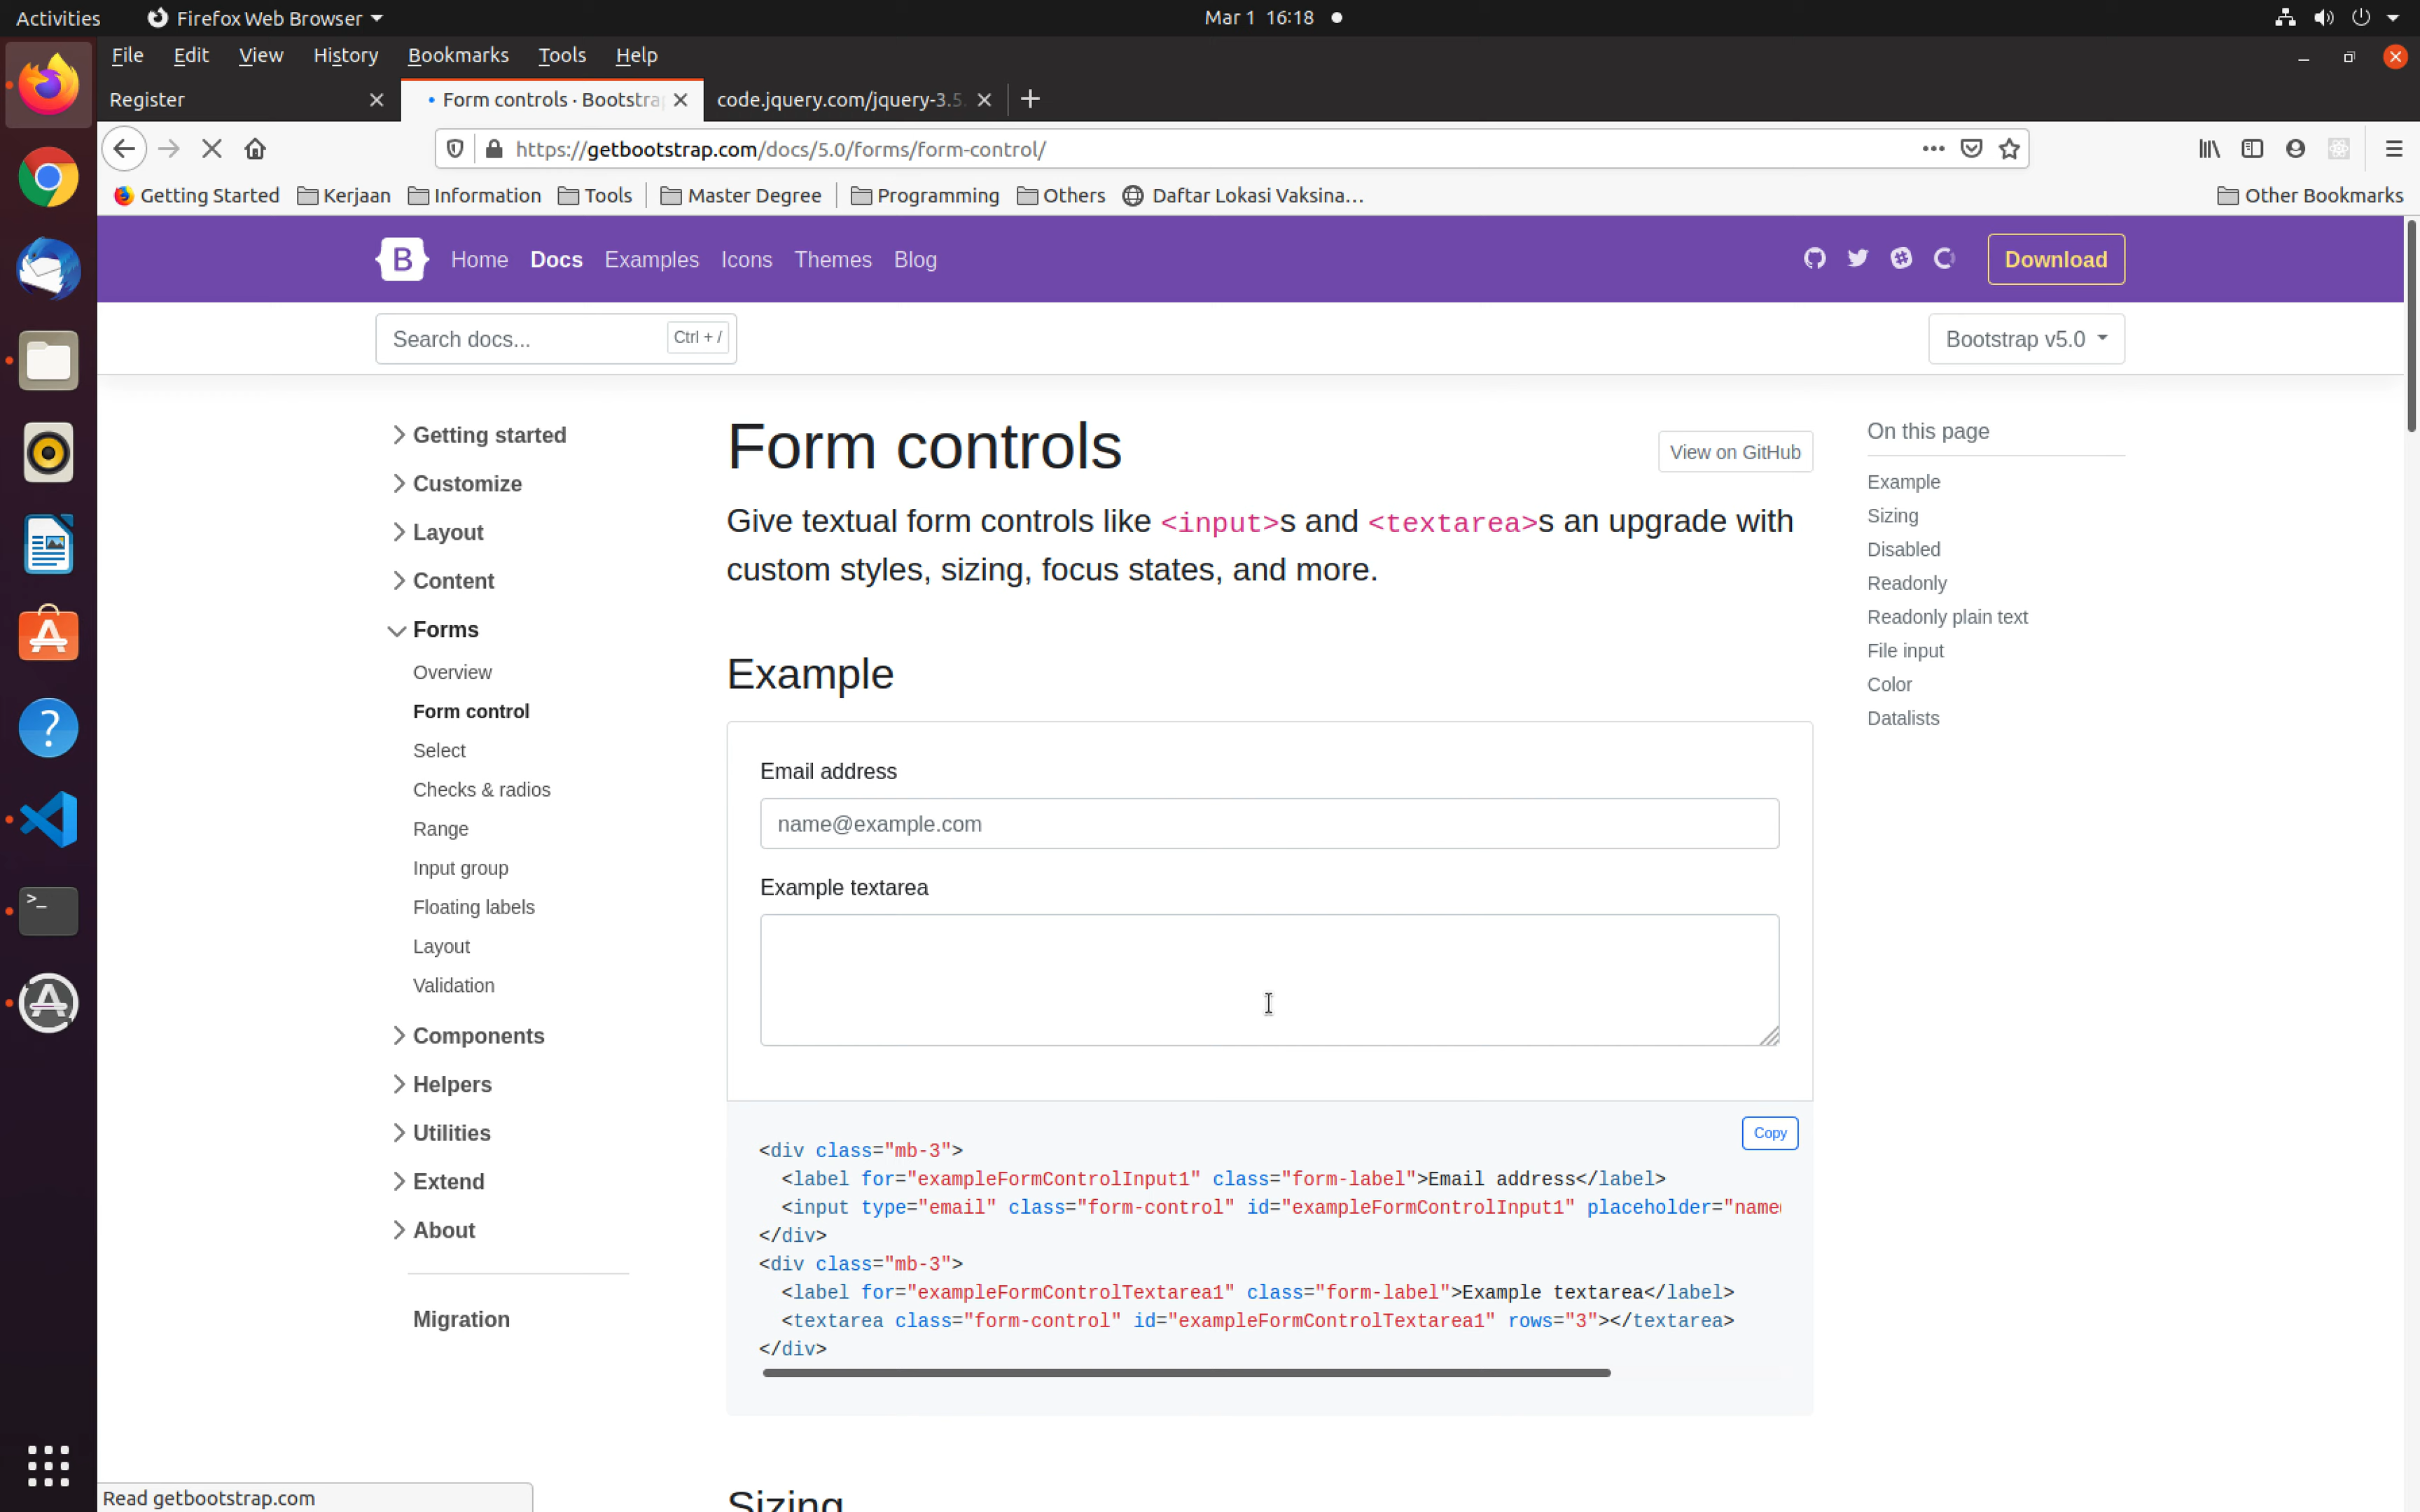 Activities
Firefox Web Browser
Mar 1 16:18
File Edit View History Bookmarks Tools Help
Register
Form controls · Bootstra
code.jquery.com/jquery-3.5.
https://getbootstrap.com/docs/5.0/forms/form-control/
Getting Started Kerjaan Information Tools Master Degree Programming Others Daftar Lokasi Vaksina... Other Bookmarks
B Home Docs Examples Icons Themes Blog Download
Search docs... Ctrl + /
Bootstrap v5.0
Getting started
Customize
Layout
Content
Forms
Overview
Form control
Select
Checks & radios
Range
Input group
Floating labels
Layout
Validation
Components
Helpers
Utilities
Extend
About
Migration
Form controls
View on GitHub
Give textual form controls like <input>s and <textarea>s an upgrade with
custom styles, sizing, focus states, and more.
Example
Email address
name@example.com
Example textarea
Copy
<div class="mb-3">
  <label for="exampleFormControlInput1" class="form-label">Email address</label>
  <input type="email" class="form-control" id="exampleFormControlInput1" placeholder="name
</div>
<div class="mb-3">
  <label for="exampleFormControlTextarea1" class="form-label">Example textarea</label>
  <textarea class="form-control" id="exampleFormControlTextarea1" rows="3"></textarea>
</div>
Sizing
On this page
Example
Sizing
Disabled
Readonly
Readonly plain text
File input
Color
Datalists
Read getbootstrap.com